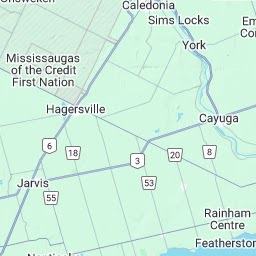 Caledonia
Sims Locks
York
Mississaugas
of the Credit
First Nation
Hagersville
Cayuga
6
18
3
20
8
Jarvis
53
55
Rainham
Centre